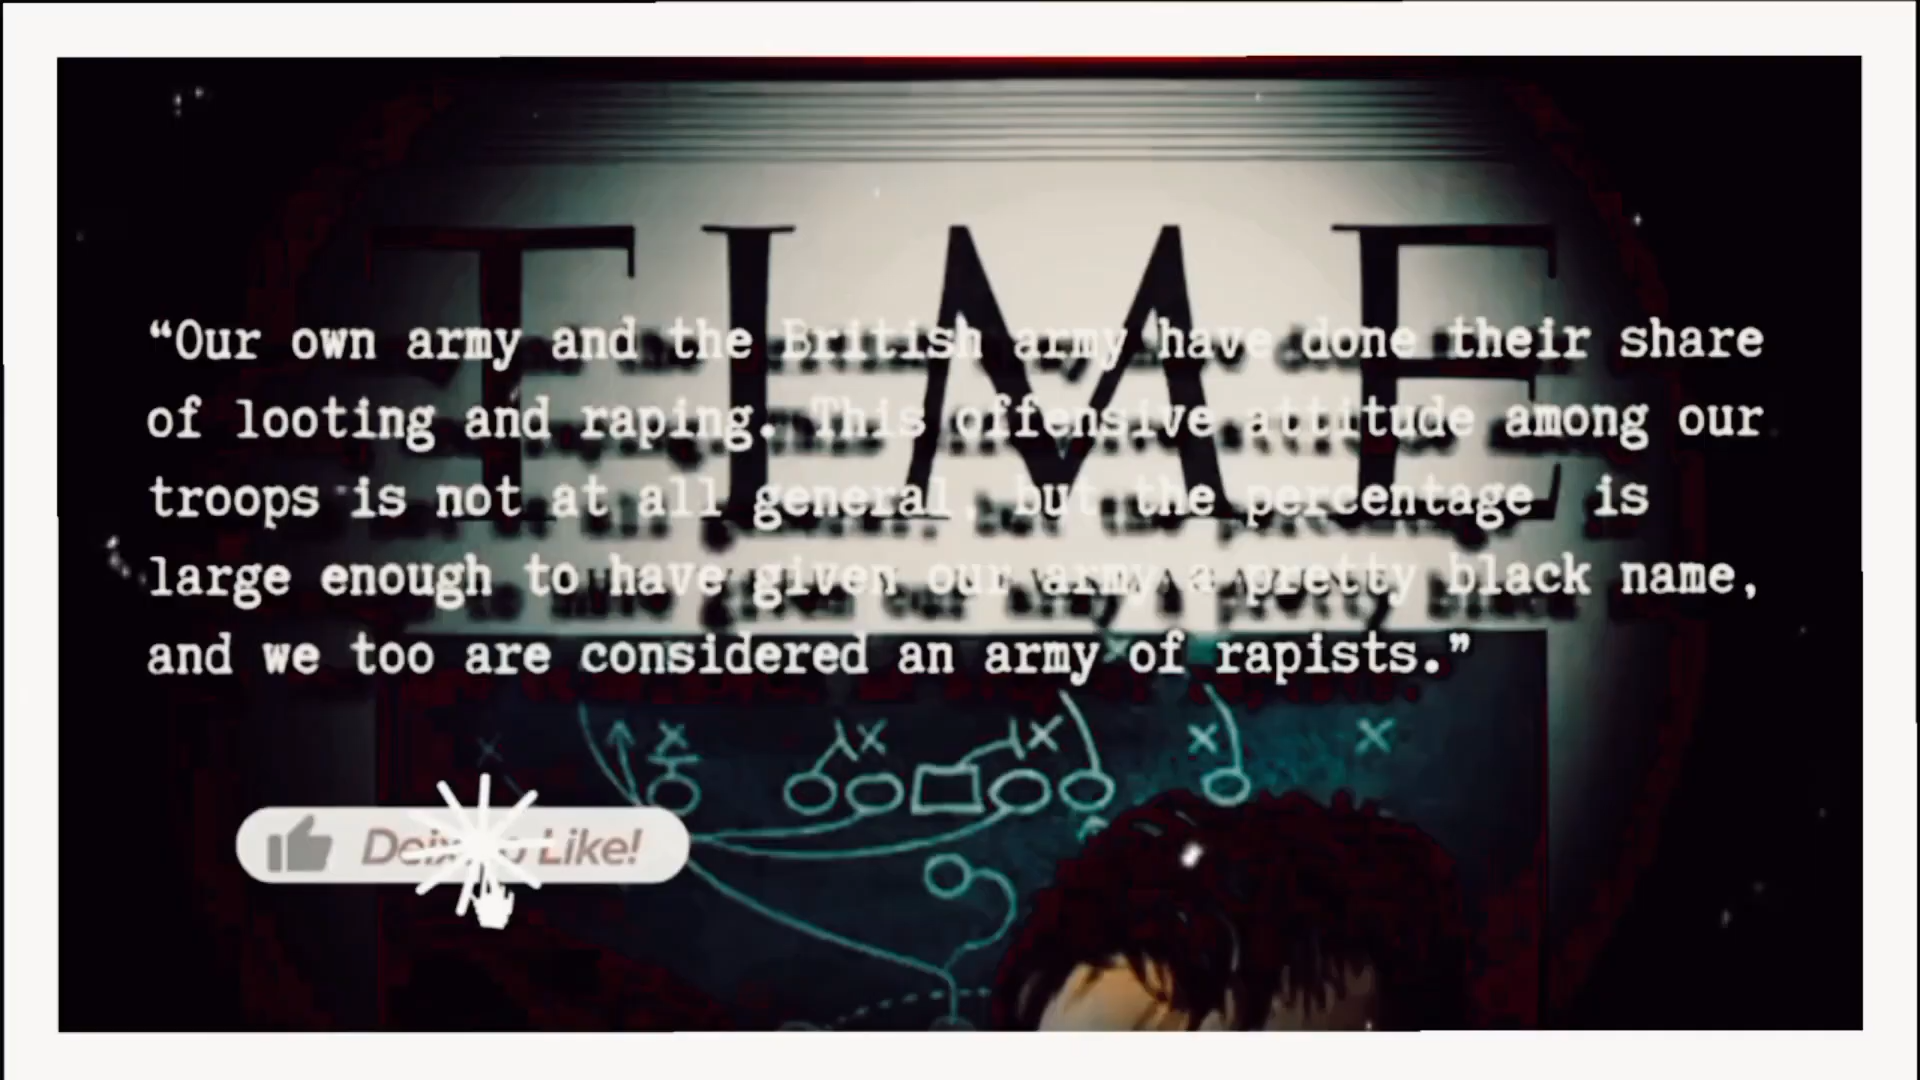 TIME
“Our own army and the British army have done their share
of looting and raping. This offensive attitude among our
troops is not at all general, but the percentage is
large enough to have given our army a pretty black name,
and we too are considered an army of rapists.”
Like!